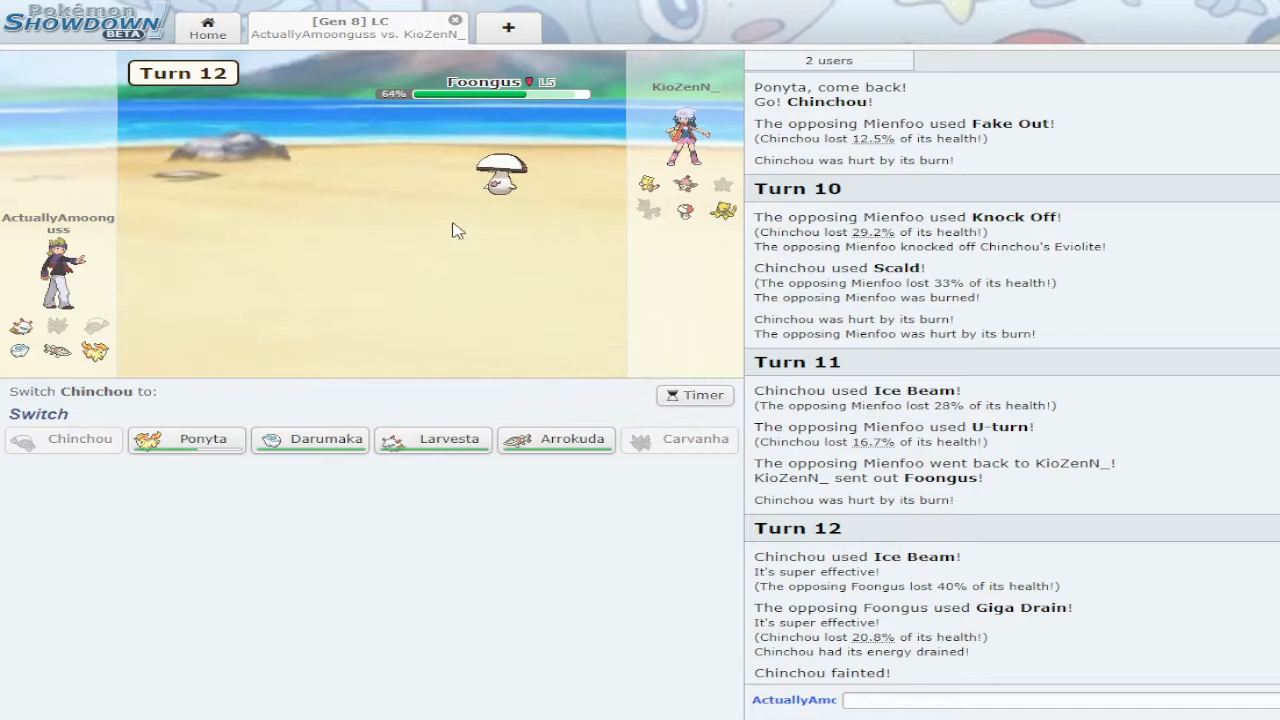 Pokémon
SHOWDOWN
BETA
Home
[Gen 8] LC
ActuallyAmoonguss vs. KioZenN_
+
Turn 12
Foongus L5
64%
KioZenN_
ActuallyAmoong
uss
Switch Chinchou to:
Timer
Switch
Chinchou
Ponyta
Darumaka
Larvesta
Arrokuda
Carvanha
2 users
Ponyta, come back!
Go! Chinchou!
The opposing Mienfoo used Fake Out!
(Chinchou lost 12.5% of its health!)
Chinchou was hurt by its burn!
Turn 10
The opposing Mienfoo used Knock Off!
(Chinchou lost 29.2% of its health!)
The opposing Mienfoo knocked off Chinchou's Eviolite!
Chinchou used Scald!
(The opposing Mienfoo lost 33% of its health!)
The opposing Mienfoo was burned!
Chinchou was hurt by its burn!
The opposing Mienfoo was hurt by its burn!
Turn 11
Chinchou used Ice Beam!
(The opposing Mienfoo lost 28% of its health!)
The opposing Mienfoo used U-turn!
(Chinchou lost 16.7% of its health!)
The opposing Mienfoo went back to KioZenN_!
KioZenN_ sent out Foongus!
Chinchou was hurt by its burn!
Turn 12
Chinchou used Ice Beam!
It's super effective!
(The opposing Foongus lost 40% of its health!)
The opposing Foongus used Giga Drain!
It's super effective!
(Chinchou lost 20.8% of its health!)
Chinchou had its energy drained!
Chinchou fainted!
ActuallyAmc